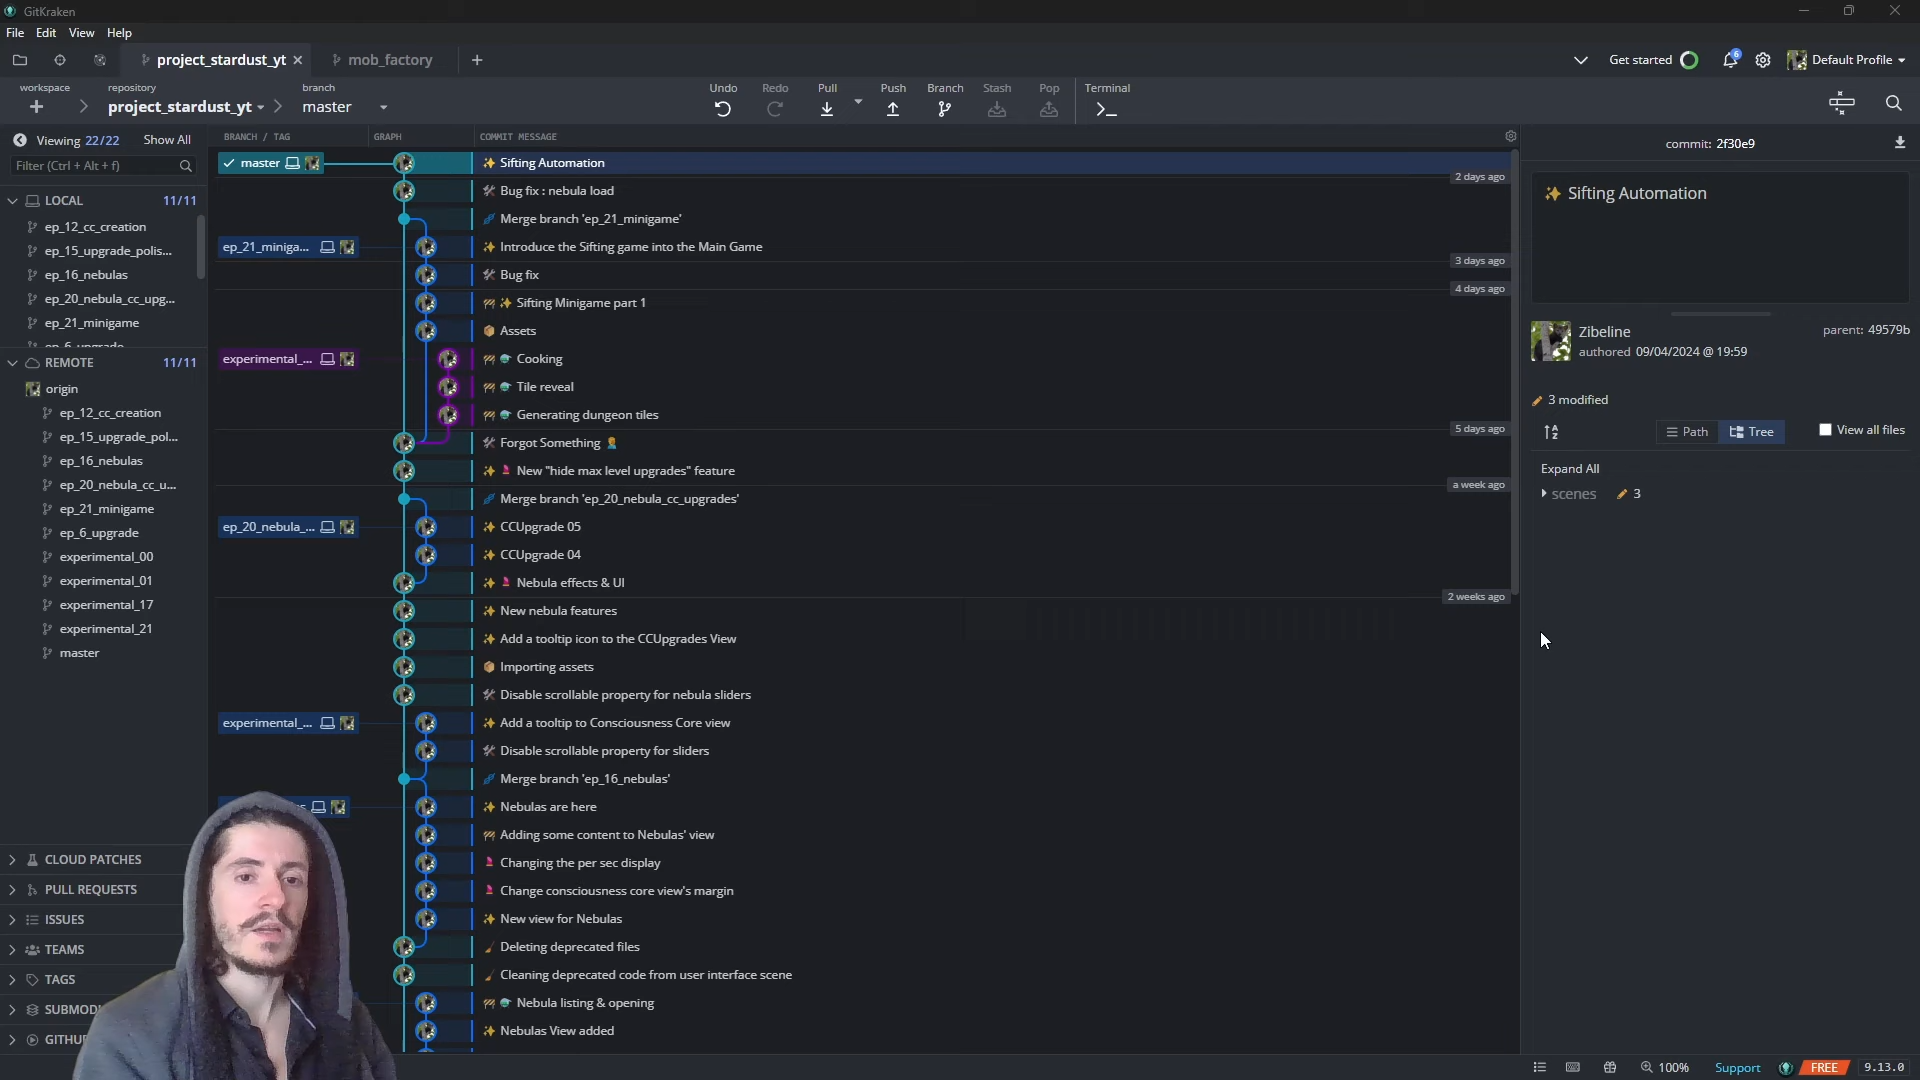 GitKraken
File Edit View Help
project_stardust_yt
mob_factory
Get started
6
Default Profile
workspace
repository
project_stardust_yt
branch
master
Undo
Redo
Pull
Push
Branch
Stash
Pop
Terminal
Viewing 22/22 Show All
Filter (Ctrl + Alt + f)
LOCAL 11/11
ep_12_cc_creation
ep_15_upgrade_polis...
ep_16_nebulas
ep_20_nebula_cc_upg...
ep_21_minigame
ep_6_upgrade
REMOTE 11/11
origin
ep_12_cc_creation
ep_15_upgrade_pol...
ep_16_nebulas
ep_20_nebula_cc_u...
ep_21_minigame
ep_6_upgrade
experimental_00
experimental_01
experimental_17
experimental_21
master
CLOUD PATCHES
PULL REQUESTS
ISSUES
TEAMS
TAGS
BRANCH / TAG GRAPH COMMIT MESSAGE
master Sifting Automation
2 days ago
Bug fix : nebula load
Merge branch 'ep_21_minigame'
ep_21_miniga... Introduce the Sifting game into the Main Game
3 days ago
Bug fix
4 days ago
Sifting Minigame part 1
Assets
experimental_... Cooking
Tile reveal
Generating dungeon tiles
5 days ago
Forgot Something
New "hide max level upgrades" feature
a week ago
Merge branch 'ep_20_nebula_cc_upgrades'
ep_20_nebula_... CCUpgrade 05
CCUpgrade 04
Nebula effects & UI
2 weeks ago
New nebula features
Add a tooltip icon to the CCUpgrades View
Importing assets
Disable scrollable property for nebula sliders
experimental_... Add a tooltip to Consciousness Core view
Disable scrollable property for sliders
Merge branch 'ep_16_nebulas'
Nebulas are here
Adding some content to Nebulas' view
Changing the per sec display
Change consciousness core view's margin
New view for Nebulas
Deleting deprecated files
Cleaning deprecated code from user interface scene
Nebula listing & opening
Nebulas View added
commit: 2f30e9
Sifting Automation
Zibeline
parent: 49579b
authored 09/04/2024 @ 19:59
3 modified
Path Tree View all files
Expand All
scenes 3
100% Support FREE 9.13.0